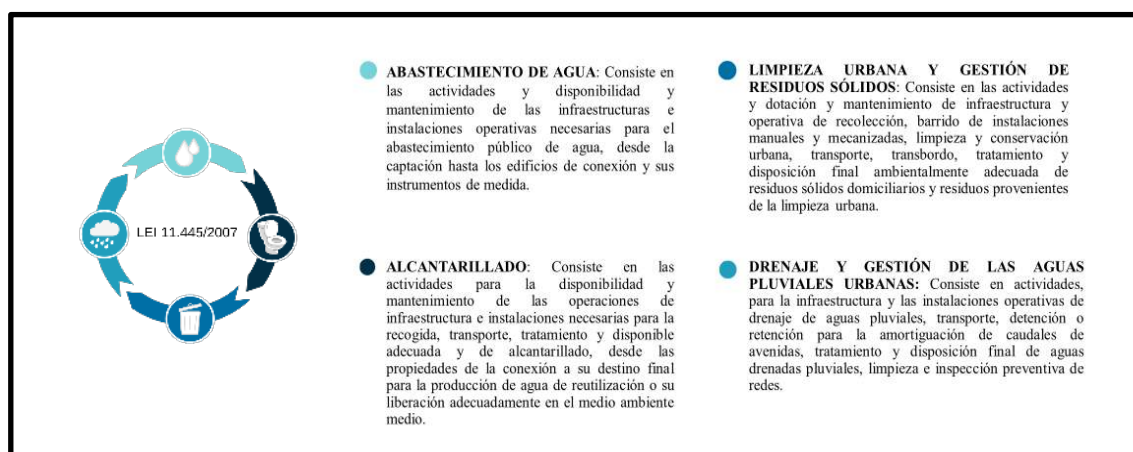 LEI 11.445/2007
ABASTECIMIENTO DE AGUA: Consiste en
las actividades y disponibilidad y
mantenimiento de las infraestructuras e
instalaciones operativas necesarias para el
abastecimiento público de agua, desde la
captación hasta los edificios de conexión y sus
instrumentos de medida.
ALCANTARILLADO: Consiste en las
actividades para la disponibilidad y
mantenimiento de las operaciones de
infraestructura e instalaciones necesarias para la
recogida, transporte, tratamiento y disponible
adecuada y de alcantarillado, desde las
propiedades de la conexión a su destino final
para la producción de agua de reutilización o su
liberación adecuadamente en el medio ambiente
medio.
LIMPIEZA URBANA Y GESTIÓN DE
RESIDUOS SÓLIDOS: Consiste en las actividades
y dotación y mantenimiento de infraestructura y
operativa de recolección, barrido de instalaciones
manuales y mecanizadas, limpieza y conservación
urbana, transporte, transbordo, tratamiento y
disposición final ambientalmente adecuada de
residuos sólidos domiciliarios y residuos provenientes
de la limpieza urbana.
DRENAJE Y GESTIÓN DE LAS AGUAS
PLUVIALES URBANAS: Consiste en actividades,
para la infraestructura y las instalaciones operativas de
drenaje de aguas pluviales, transporte, detención o
retención para la amortiguación de caudales de
avenidas, tratamiento y disposición final de aguas
drenadas pluviales, limpieza e inspección preventiva de
redes.